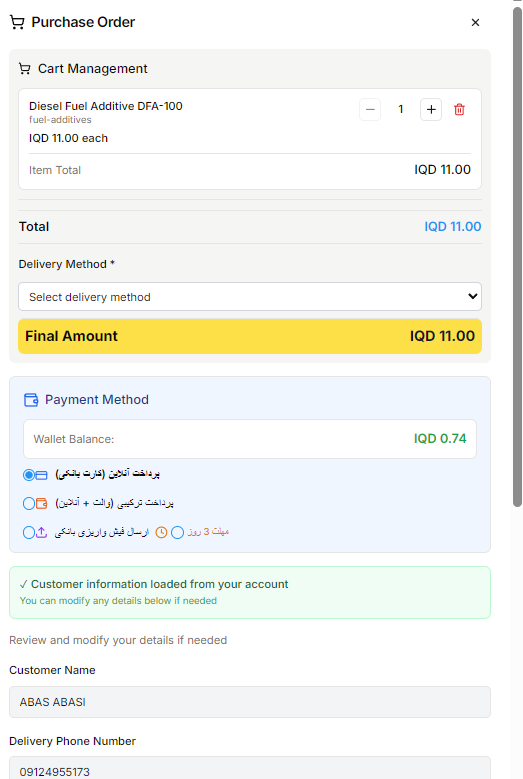 Purchase Order
Cart Management
Diesel Fuel Additive DFA-100
fuel-additives
1
IQD 11.00 each
Item Total IQD 11.00
Total IQD 11.00
Delivery Method *
Select delivery method
Final Amount IQD 11.00
Payment Method
Wallet Balance: IQD 0.74
پرداخت آنلاین (کارت بانکی)
پرداخت ترکیبی (والت + آنلاین)
ارسال فیش واریزی بانکی مهلت 3 روز
✓ Customer information loaded from your account
You can modify any details below if needed
Review and modify your details if needed
Customer Name
ABAS ABASI
Delivery Phone Number
09124955173